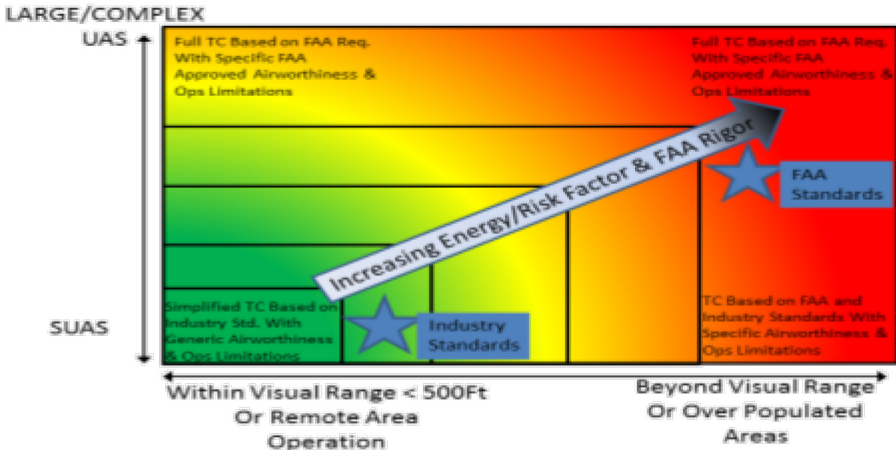 LARGE/COMPLEX
UAS
Full TC Based on FAA Req.
With Specific FAA
Approved Airworthiness &
Ops Limitations
Full TC Based on FAA Req.
With Specific FAA
Approved Airworthiness &
Ops Limitations
Increasing Energy/Risk Factor & FAA Rigor
FAA
Standards
SUAS
Simplified TC Based on
Industry Std. With
Generic Airworthiness
& Ops Limitations
Industry
Standards
TC Based on FAA and
Industry Standards With
Specific Airworthiness &
Ops Limitations
Within Visual Range < 500Ft
Or Remote Area
Operation
Beyond Visual Range
Or Over Populated
Areas